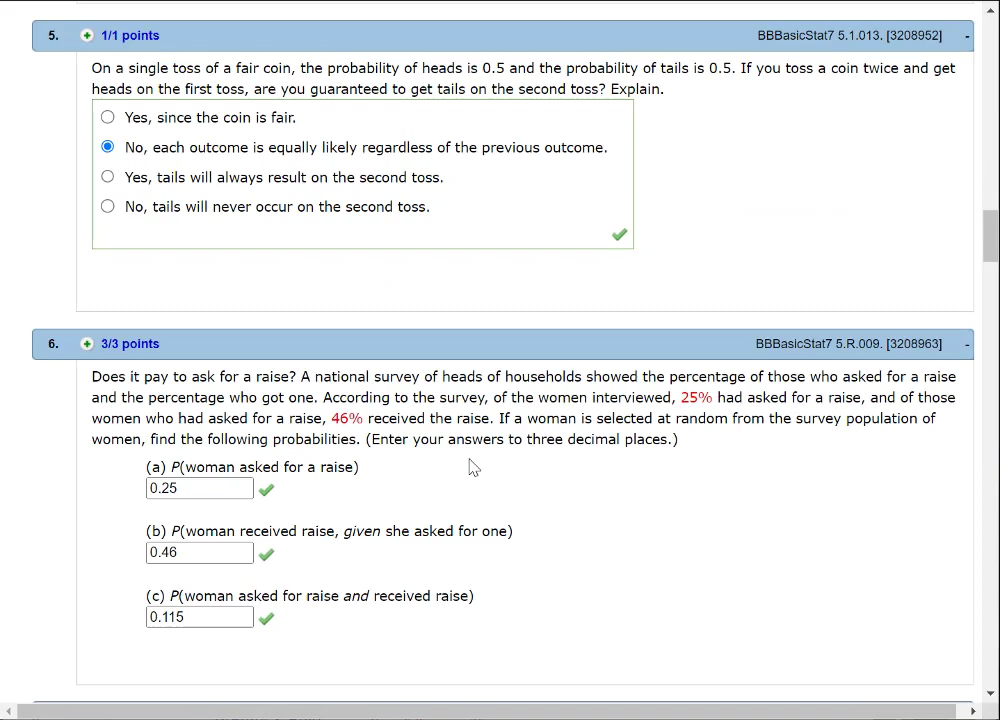 5. 1/1 points BBBasicStat7 5.1.013. [3208952] -
On a single toss of a fair coin, the probability of heads is 0.5 and the probability of tails is 0.5. If you toss a coin twice and get
heads on the first toss, are you guaranteed to get tails on the second toss? Explain.
Yes, since the coin is fair.
No, each outcome is equally likely regardless of the previous outcome.
Yes, tails will always result on the second toss.
No, tails will never occur on the second toss.
6. 3/3 points BBBasicStat7 5.R.009. [3208963] -
Does it pay to ask for a raise? A national survey of heads of households showed the percentage of those who asked for a raise
and the percentage who got one. According to the survey, of the women interviewed, 25% had asked for a raise, and of those
women who had asked for a raise, 46% received the raise. If a woman is selected at random from the survey population of
women, find the following probabilities. (Enter your answers to three decimal places.)
(a) P(woman asked for a raise)
0.25
(b) P(woman received raise, given she asked for one)
0.46
(c) P(woman asked for raise and received raise)
0.115